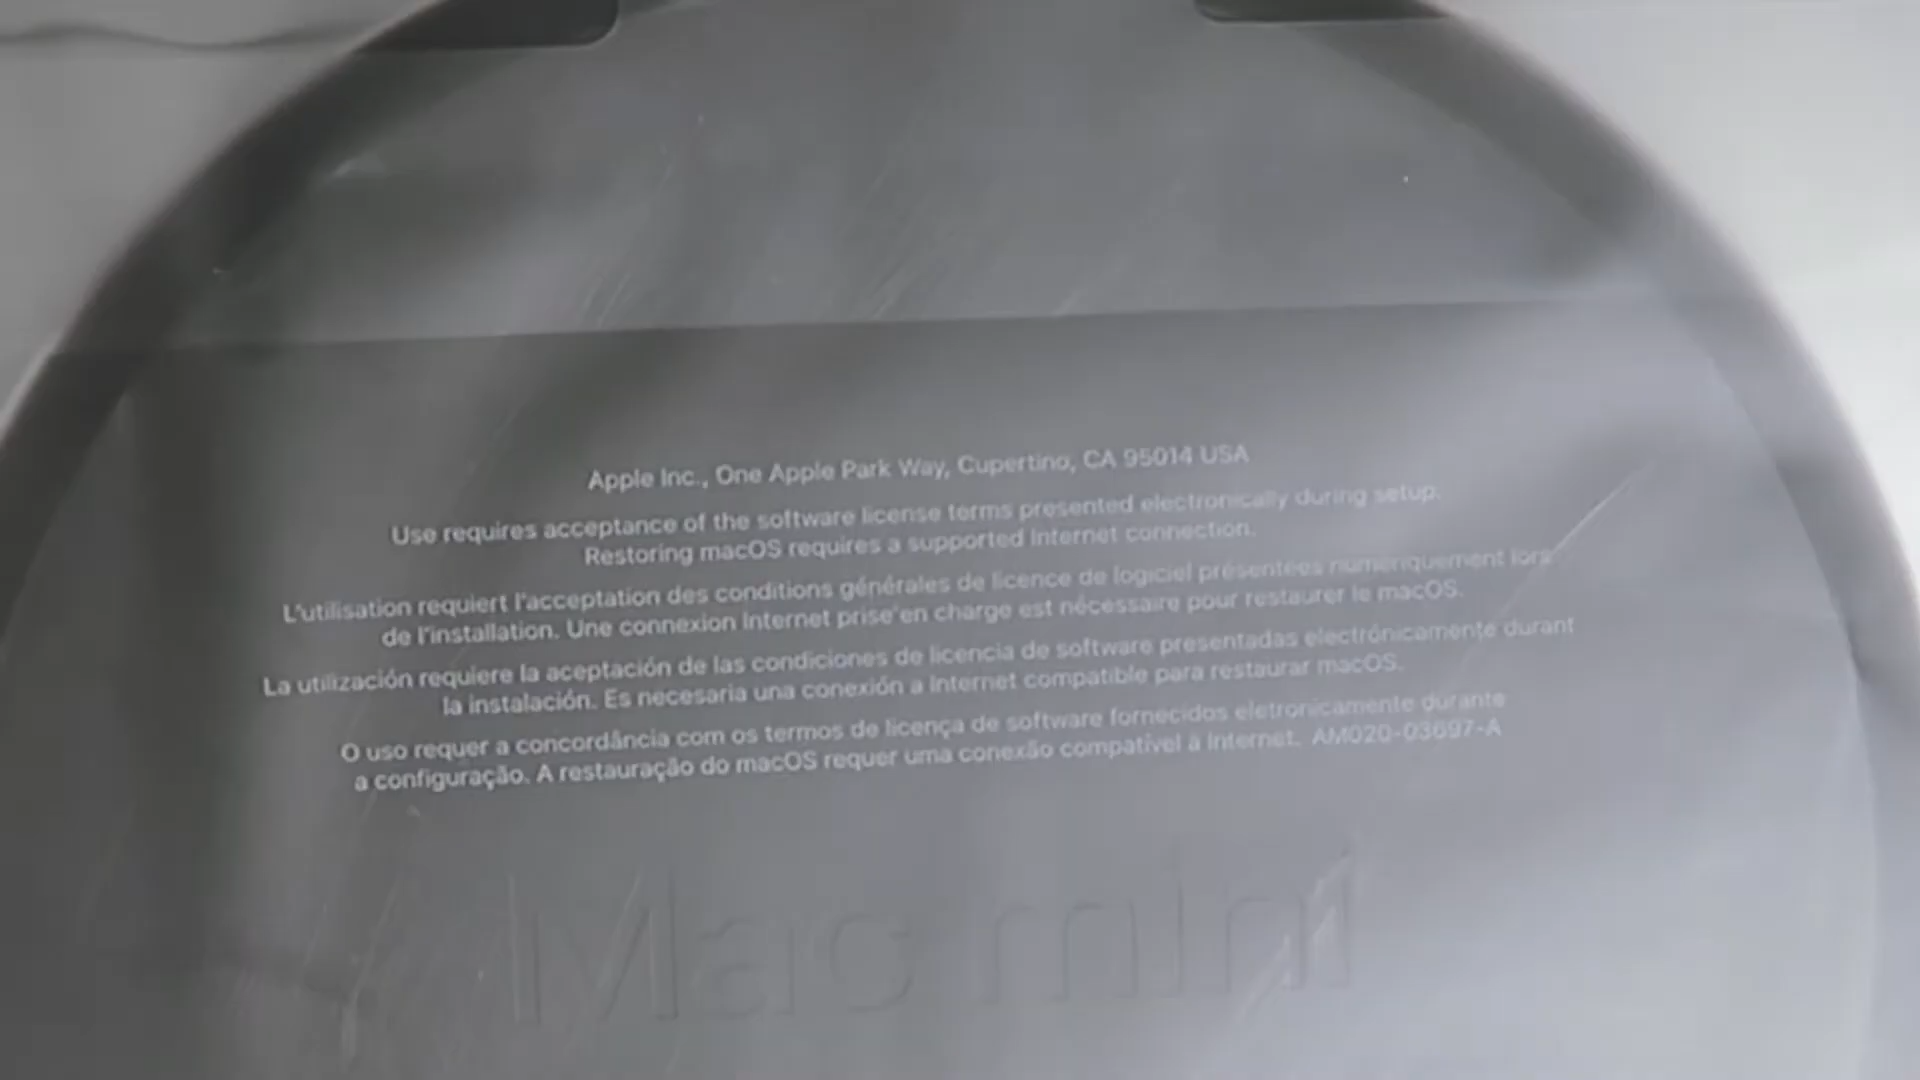 Apple Inc., One Apple Park Way, Cupertino, CA 95014 USA
Use requires acceptance of the software license terms presented electronically during setup.
Restoring macOS requires a supported Internet connection.
L'utilisation requiert l'acceptation des conditions générales de licence de logiciel présentées numériquement lors
de l'installation. Une connexion Internet prise en charge est nécessaire pour restaurer le macOS.
La utilización requiere la aceptación de las condiciones de licencia de software presentadas electrónicamente durant
la instalación. Es necesaria una conexión a Internet compatible para restaurar macOS.
O uso requer a concordância com os termos de licença de software fornecidos eletronicamente durante
a configuração. A restauração do macOS requer uma conexão compatível à Internet. AM020-03697-A
Mac mini